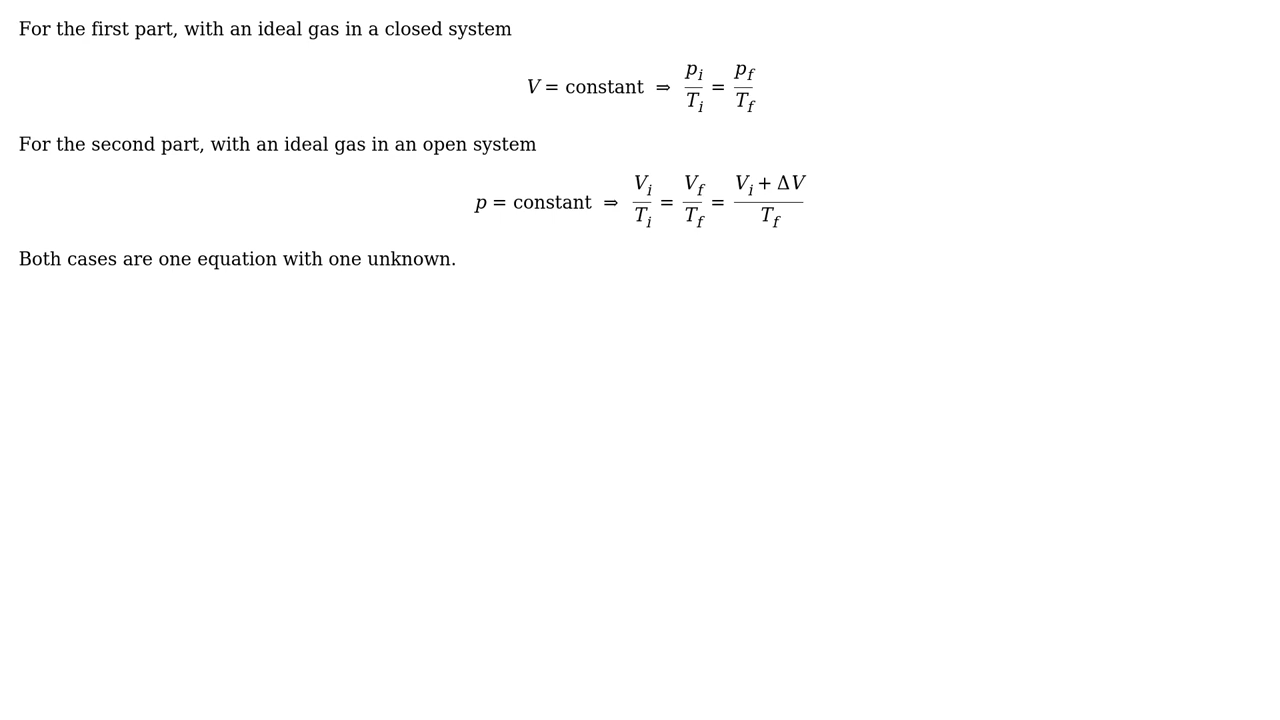 For the first part, with an ideal gas in a closed system
V = constant ⇒ p_i/T_i = p_f/T_f
For the second part, with an ideal gas in an open system
p = constant ⇒ V_i/T_i = V_f/T_f = (V_i + ΔV)/T_f
Both cases are one equation with one unknown.